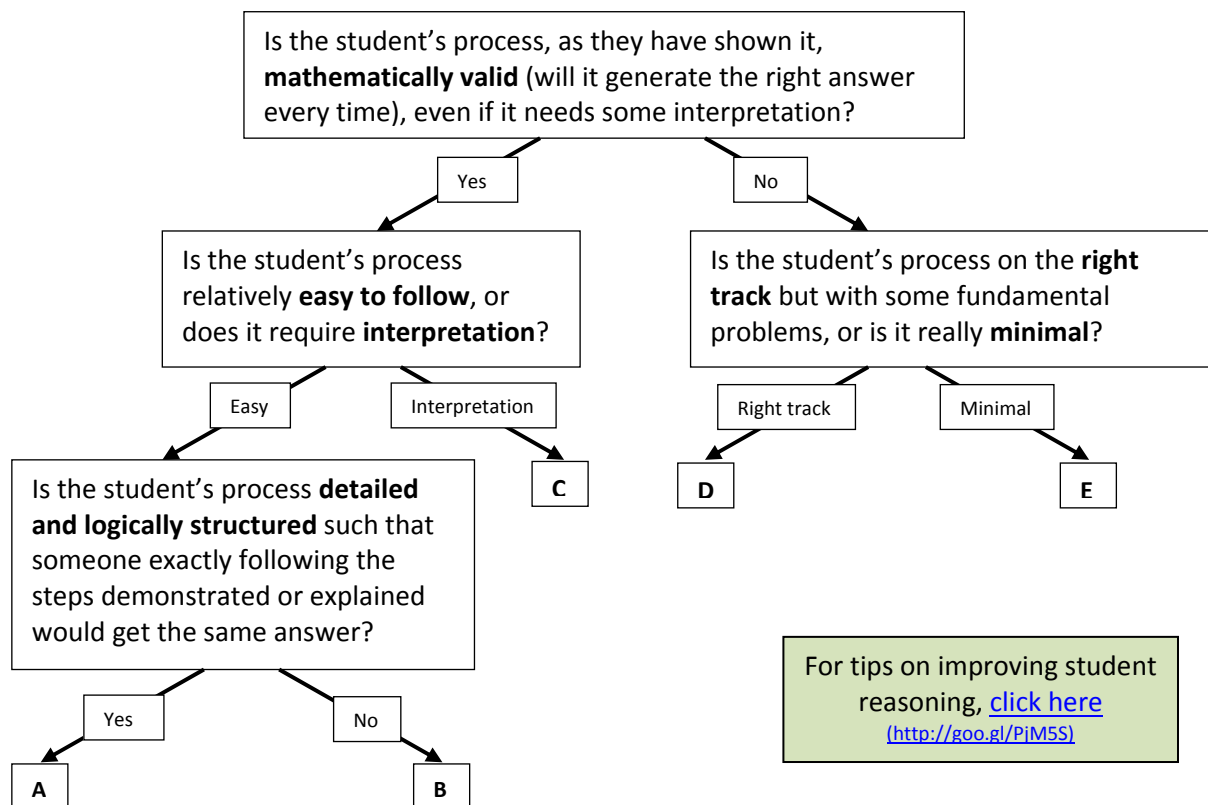 Is the student’s process, as they have shown it,
mathematically valid (will it generate the right answer
every time), even if it needs some interpretation?
Yes
No
Is the student’s process
relatively easy to follow, or
does it require interpretation?
Is the student’s process on the right
track but with some fundamental
problems, or is it really minimal?
Easy
Interpretation
Right track
Minimal
C
D
E
Is the student’s process detailed
and logically structured such that
someone exactly following the
steps demonstrated or explained
would get the same answer?
Yes
No
A
B
For tips on improving student
reasoning, click here
(http://goo.gl/PjM5S)